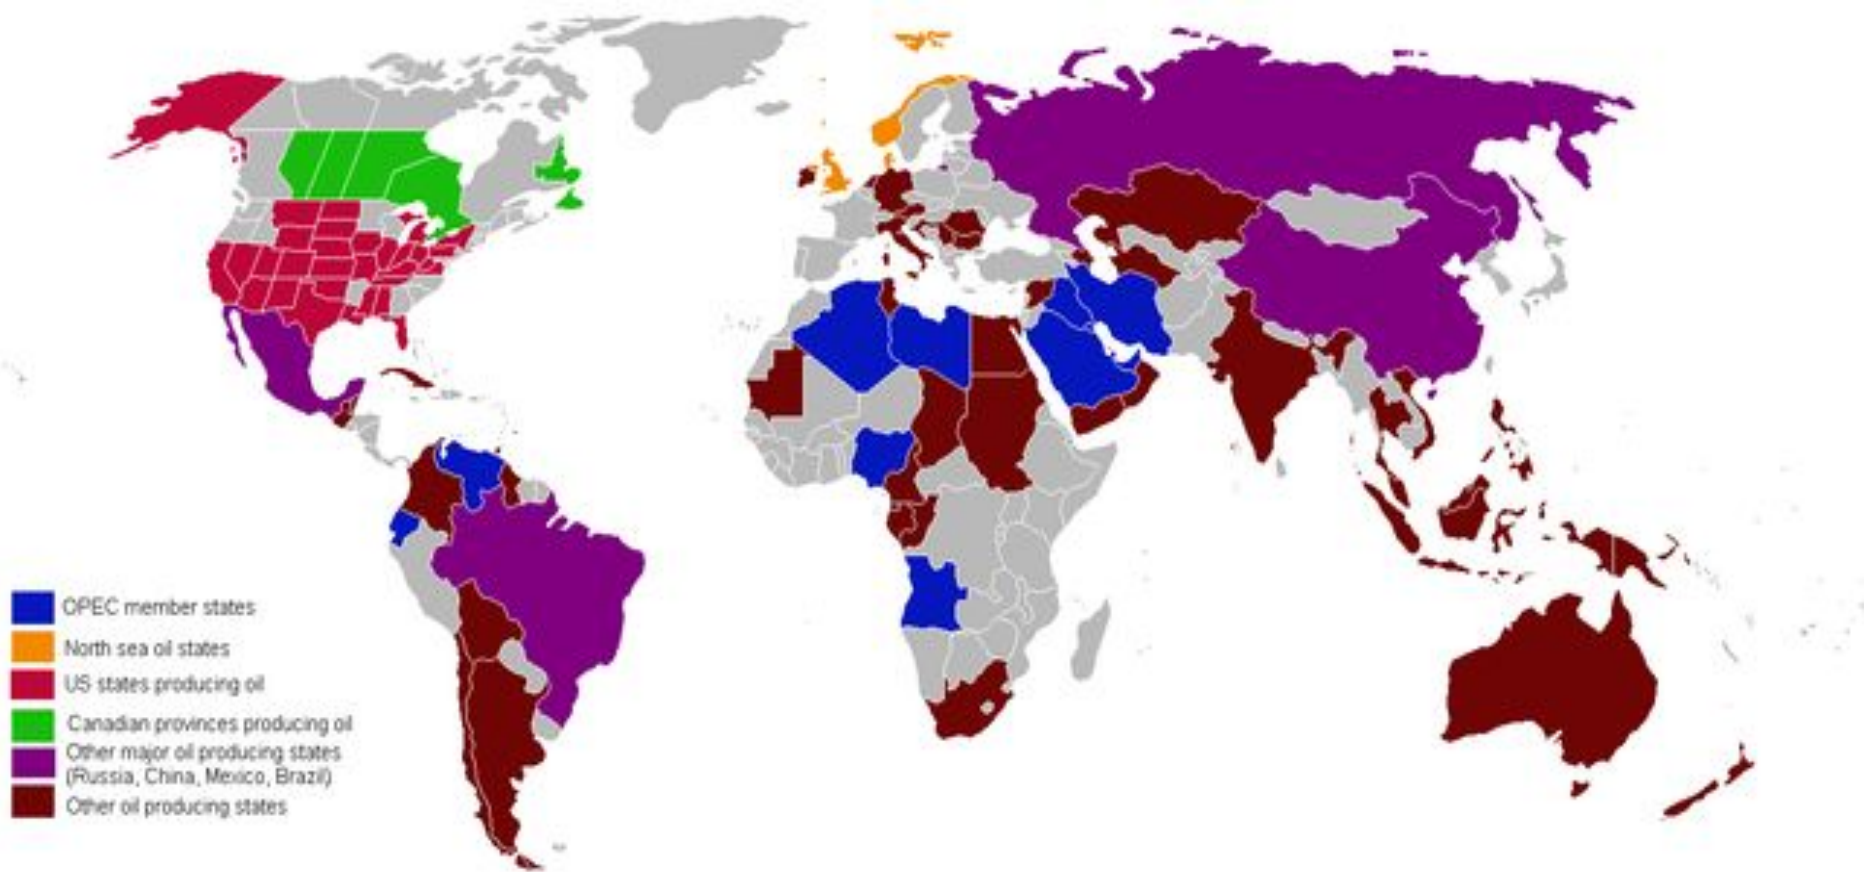 OPEC member states
North sea oil states
US states producing oil
Canadian provinces producing oil
Other major oil producing states
(Russia, China, Mexico, Brazil)
Other oil producing states